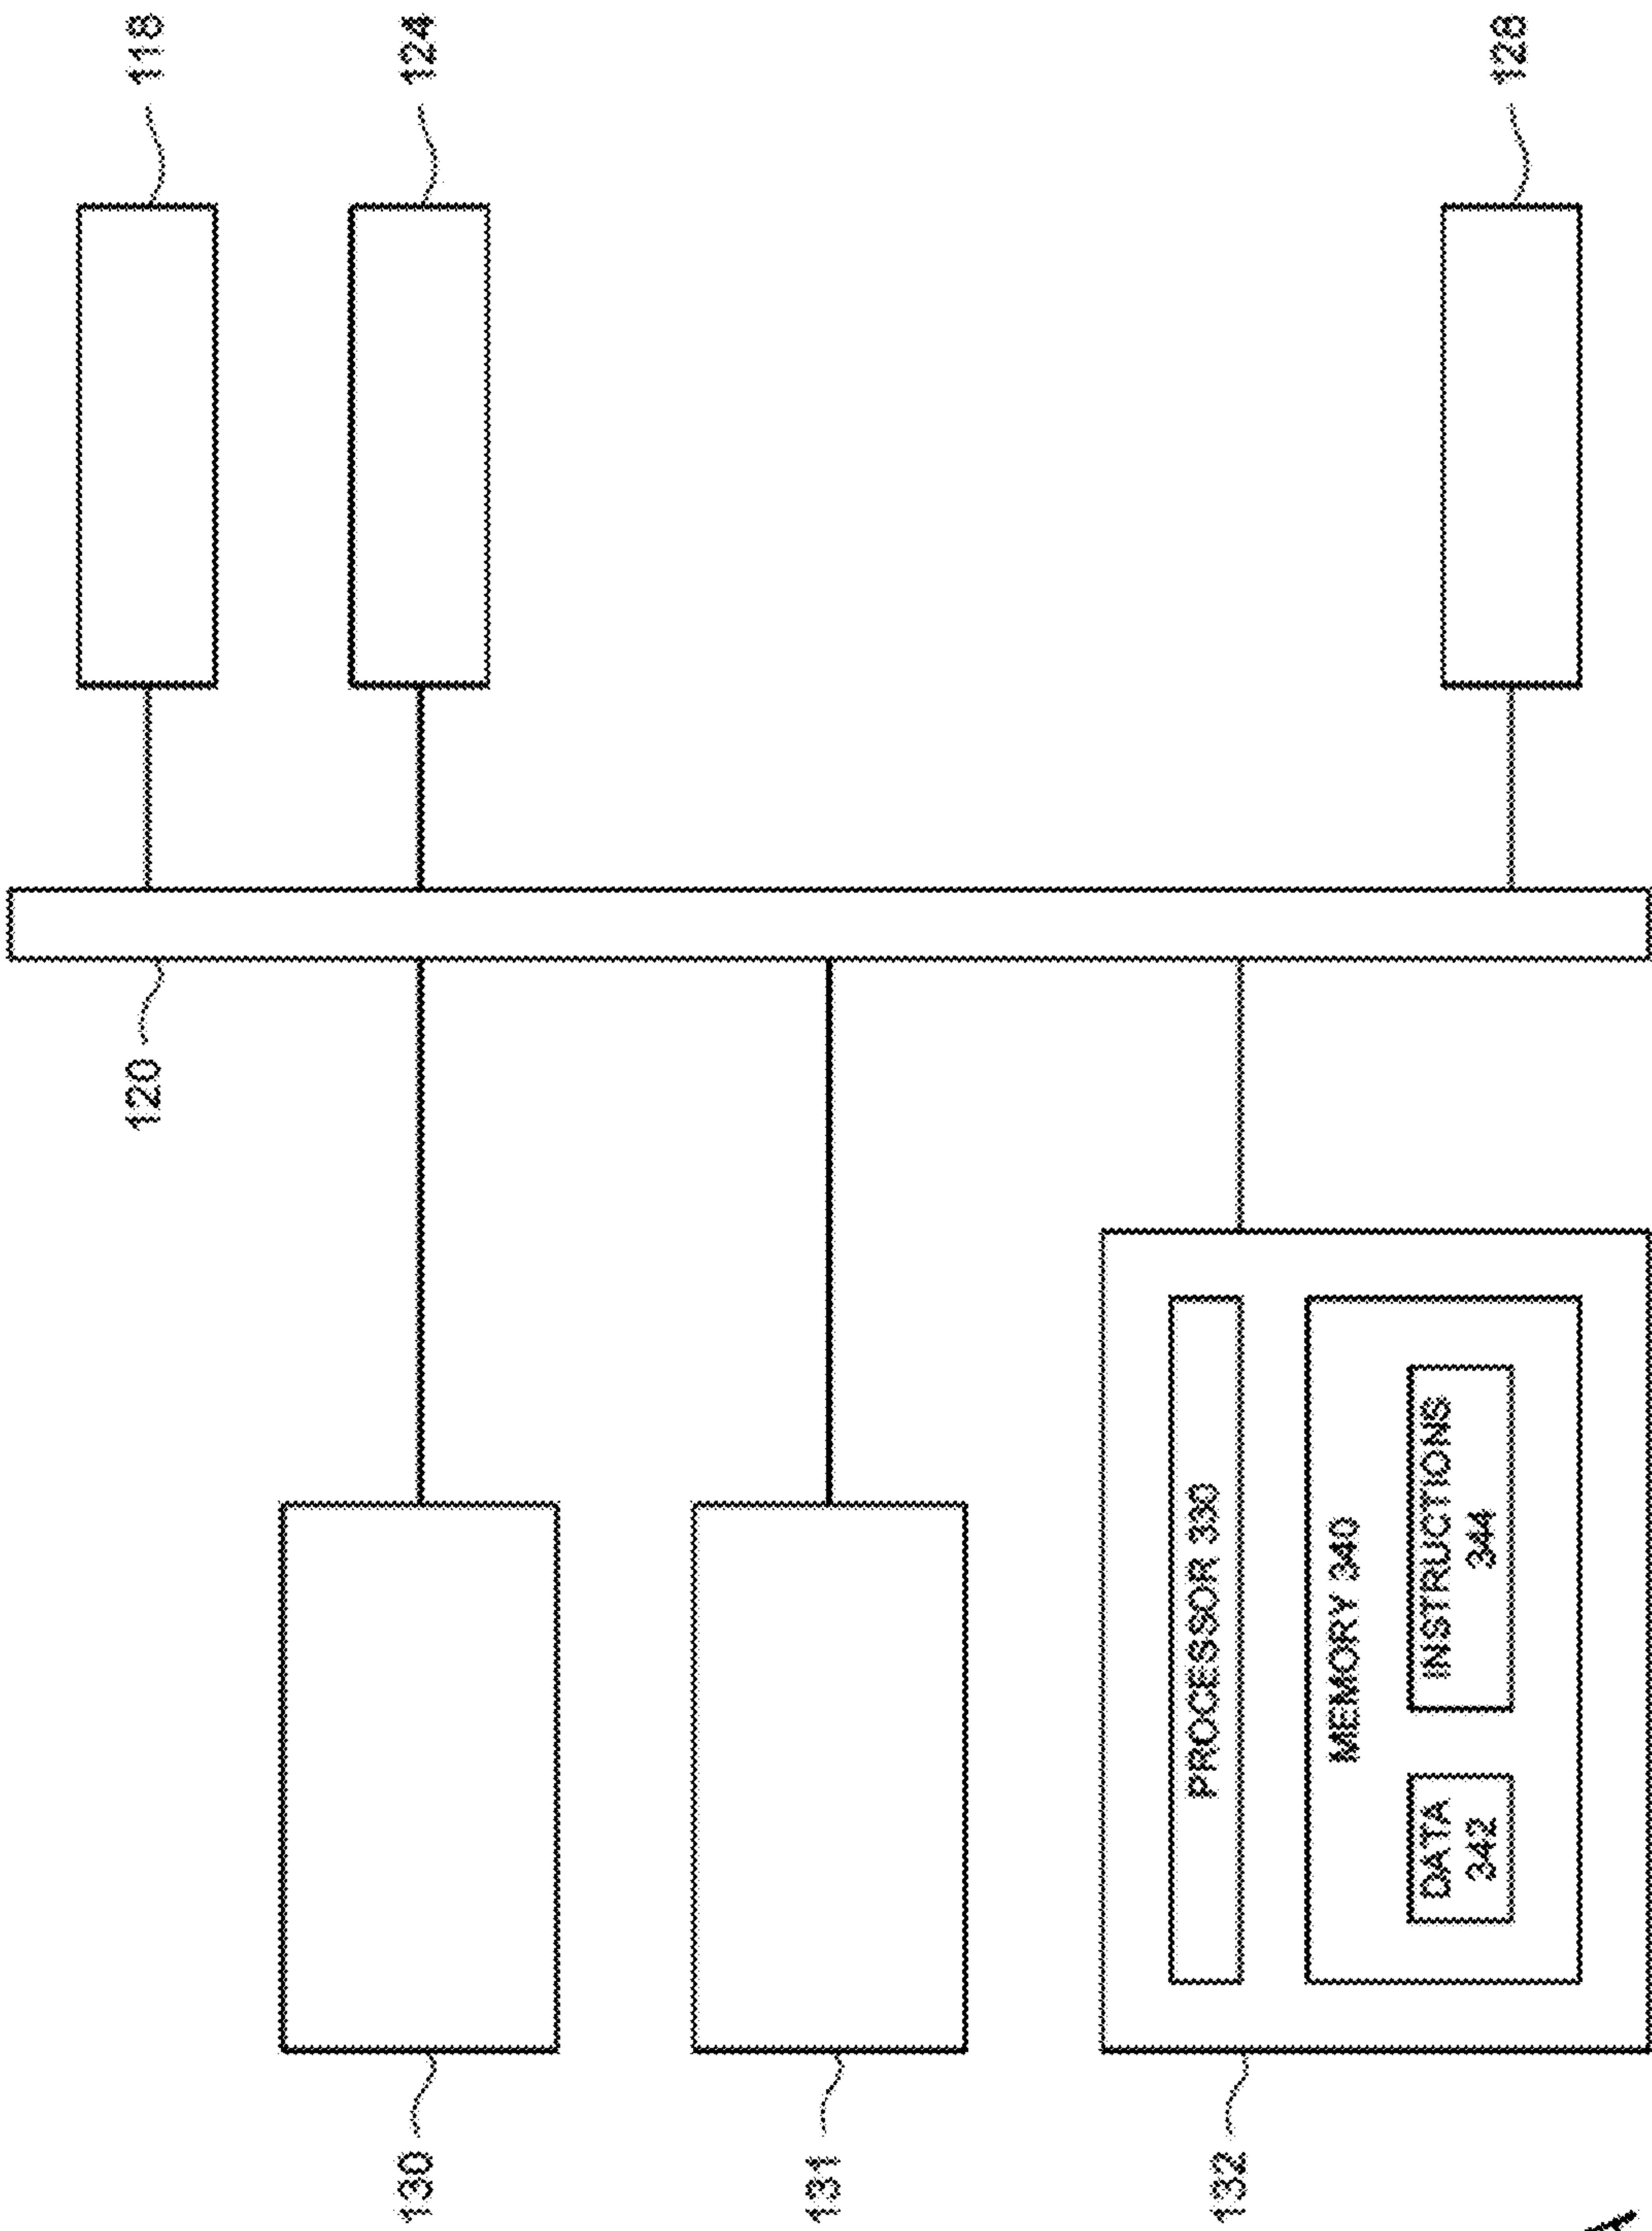 120
118
130
124
131
132
PROCESSOR 330
MEMORY 340
DATA
342
INSTRUCTIONS
344
128